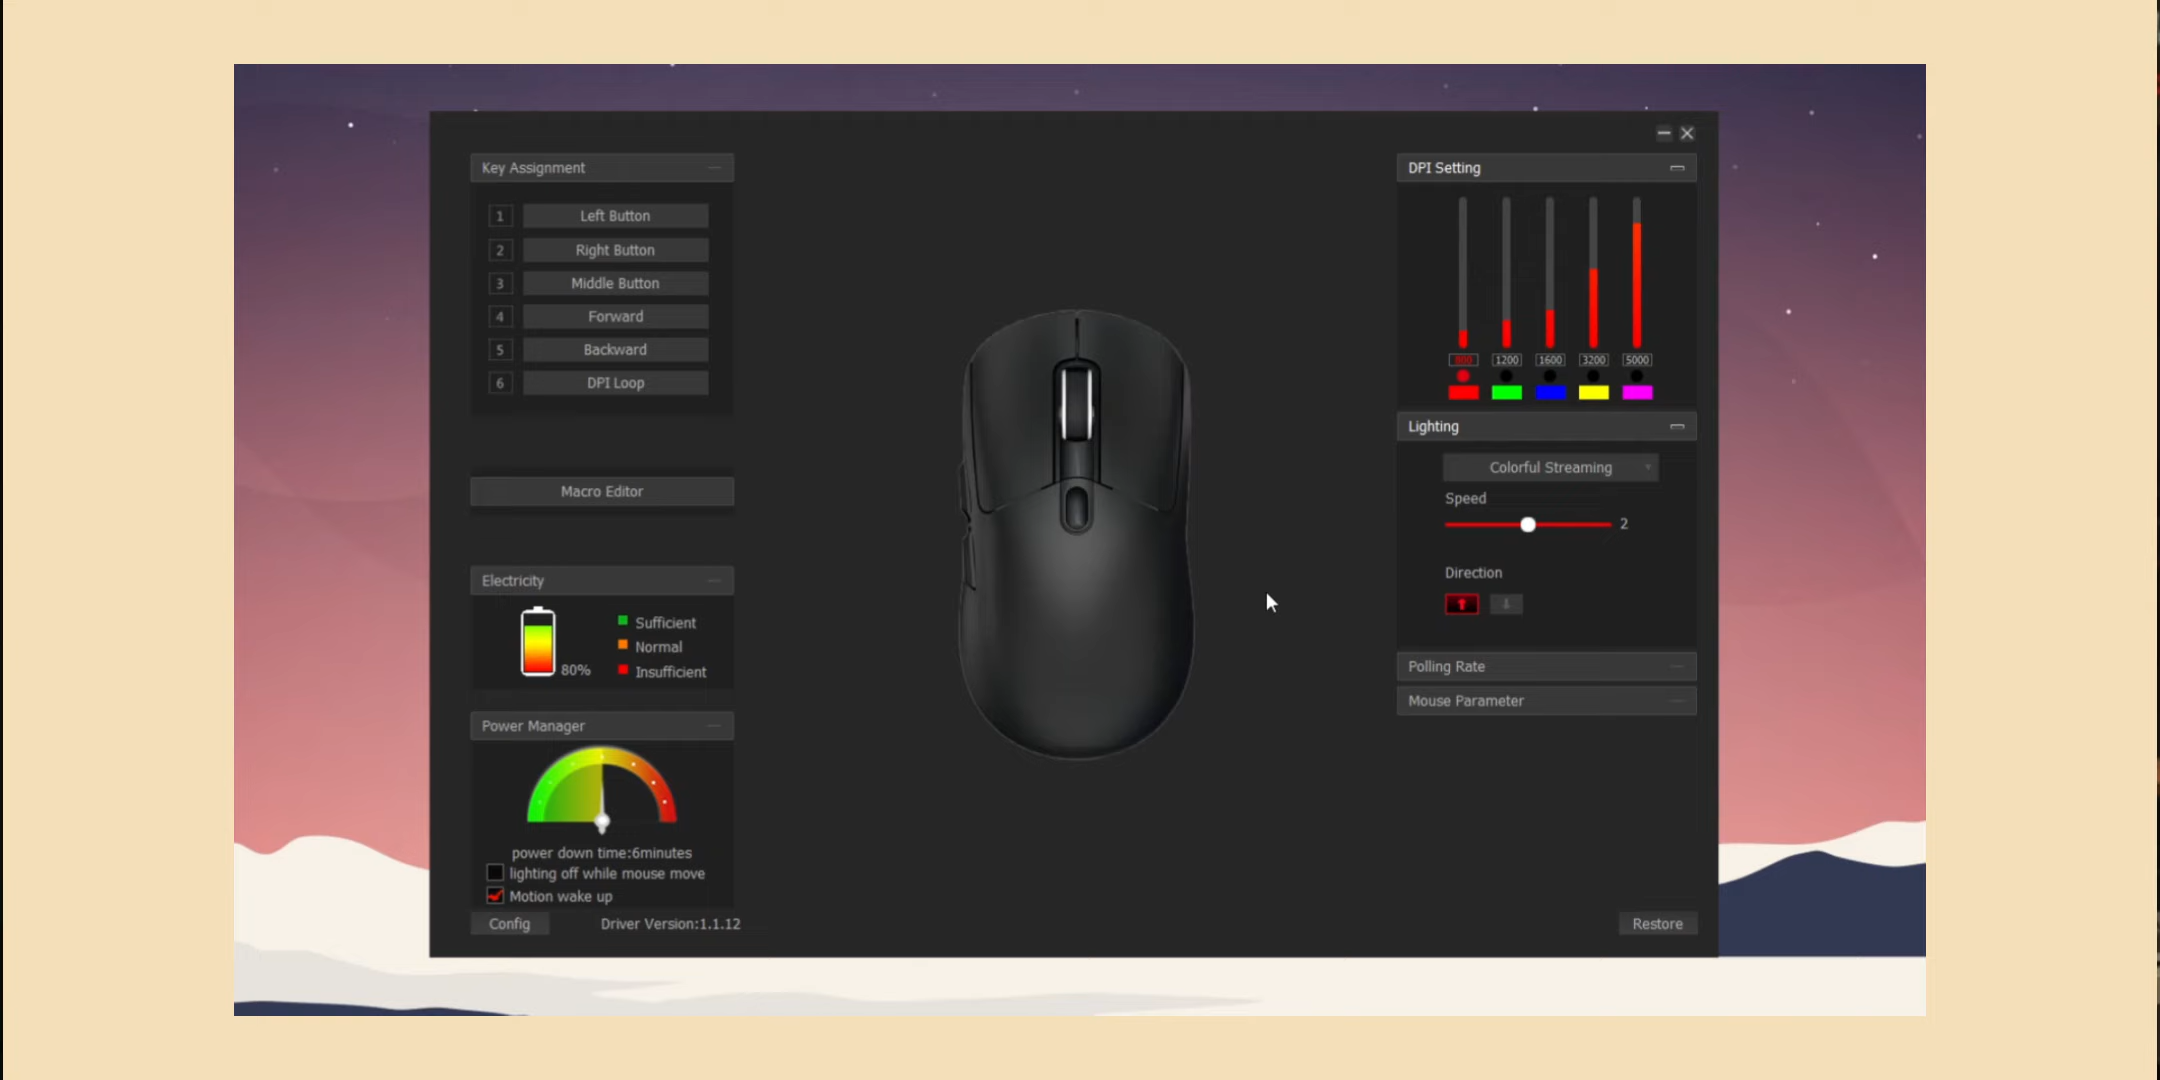 Key Assignment
1 Left Button
2 Right Button
3 Middle Button
4 Forward
5 Backward
6 DPI Loop
Macro Editor
Electricity
80%
Sufficient
Normal
Insufficient
Power Manager
power down time:6minutes
lighting off while mouse move
Motion wake up
Config
Driver Version:1.1.12
DPI Setting
800 1200 1600 3200 5000
Lighting
Colorful Streaming
Speed
2
Direction
Polling Rate
Mouse Parameter
Restore